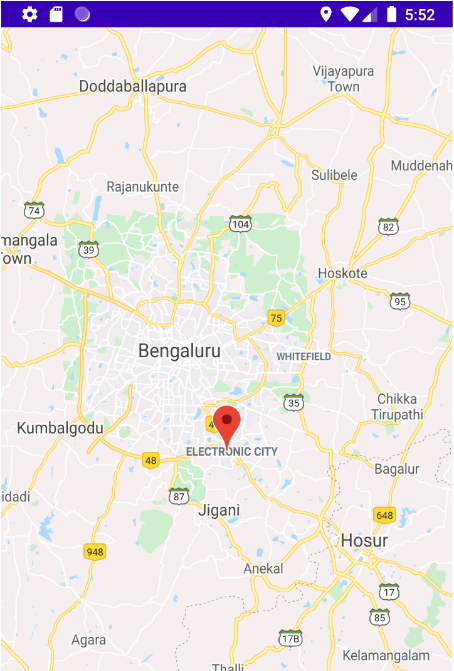 5:52
Vijayapura
Town
Doddaballapura
Sulibele
Muddenah
Rajanukunte
74
104
82
mangala
Town
39
Hoskote
95
75
Bengaluru
WHITEFIELD
35
Chikka
Tirupathi
Kumbalgodu
ELECTRONIC CITY
48
Bagalur
87
idadi
Jigani
648
Hosur
948
Anekal
17
85
17B
Agara
Kelamangalam
Thalli